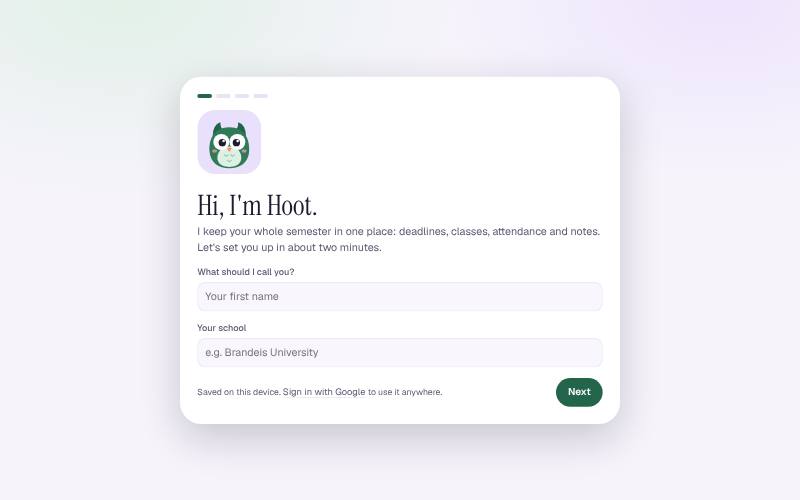 Hi, I'm Hoot.
I keep your whole semester in one place: deadlines, classes, attendance and notes.
Let's set you up in about two minutes.
What should I call you?
Your first name
Your school
e.g. Brandeis University
Saved on this device. Sign in with Google to use it anywhere.
Next